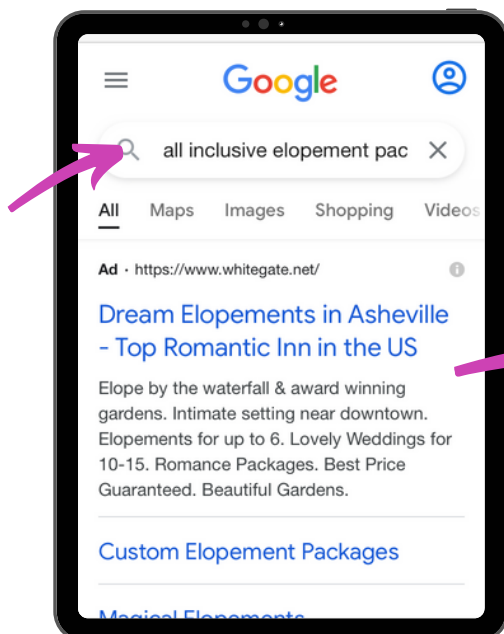 Google
all inclusive elopement pac
All Maps Images Shopping Videos
Ad · https://www.whitegate.net/
Dream Elopements in Asheville
- Top Romantic Inn in the US
Elope by the waterfall & award winning
gardens. Intimate setting near downtown.
Elopements for up to 6. Lovely Weddings for
10-15. Romance Packages. Best Price
Guaranteed. Beautiful Gardens.
Custom Elopement Packages
Magical Elopements